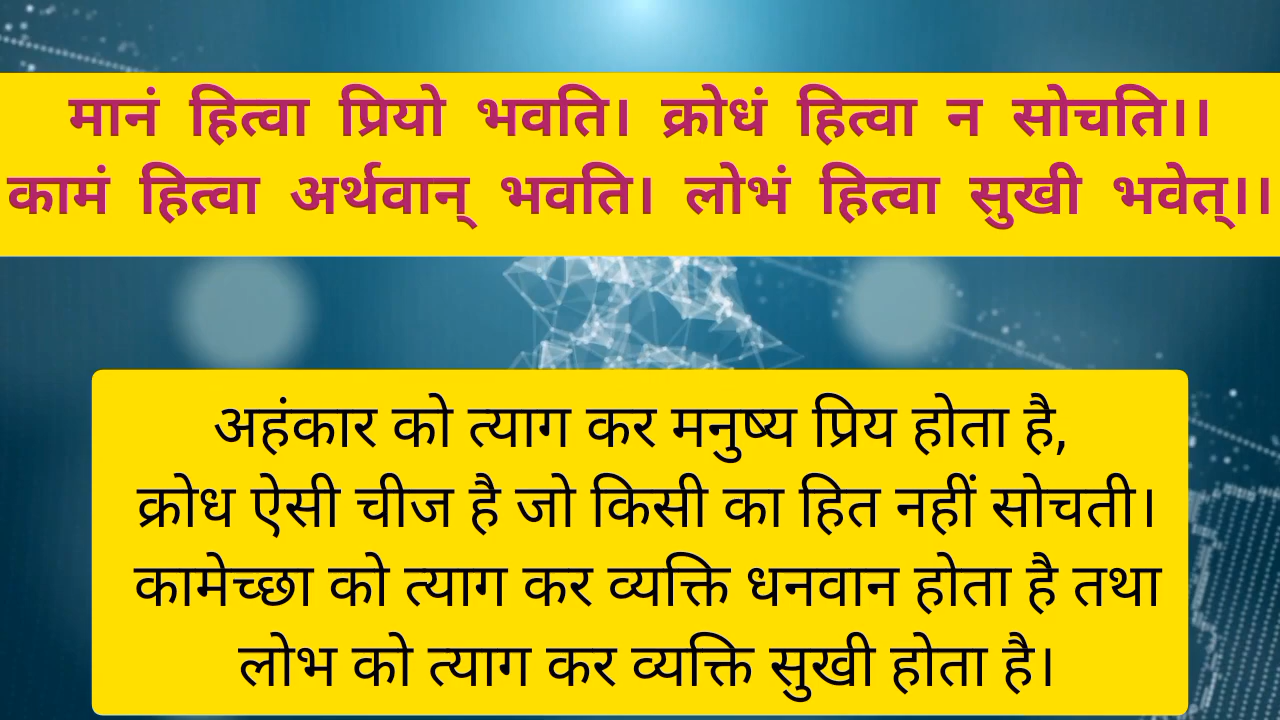 मानं हित्वा प्रियो भवति। क्रोधं हित्वा न सोचति।।
कामं हित्वा अर्थवान् भवति। लोभं हित्वा सुखी भवेत्।।
अहंकार को त्याग कर मनुष्य प्रिय होता है,
क्रोध ऐसी चीज है जो किसी का हित नहीं सोचती।
कामेच्छा को त्याग कर व्यक्ति धनवान होता है तथा
लोभ को त्याग कर व्यक्ति सुखी होता है।